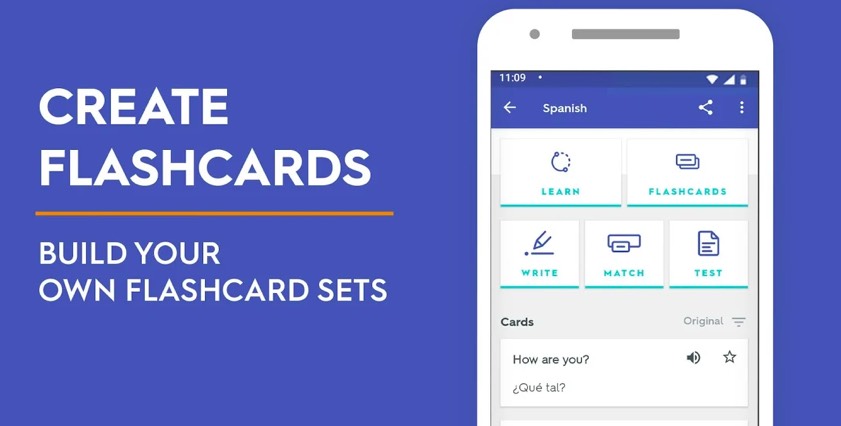 CREATE
FLASHCARDS
BUILD YOUR
OWN FLASHCARD SETS
11:09
Spanish
LEARN
FLASHCARDS
WRITE
MATCH
TEST
Cards
Original
How are you?
¿Qué tal?